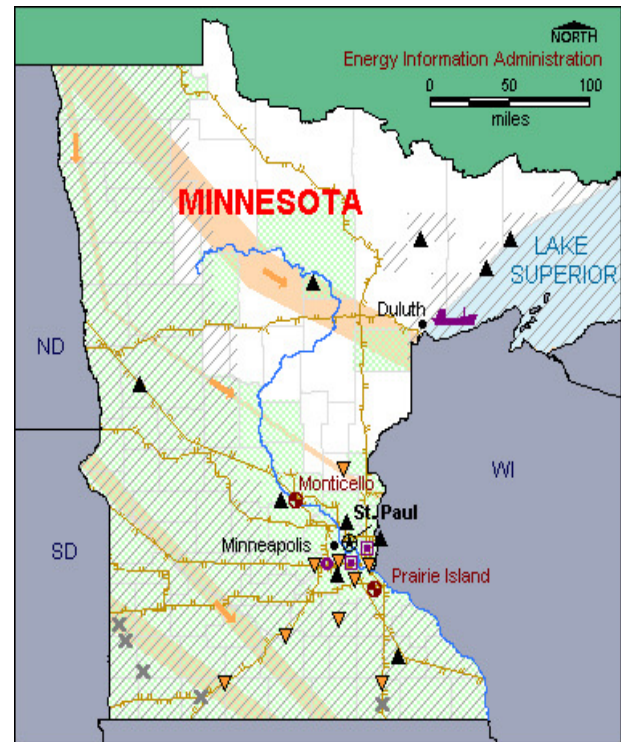 NORTH
Energy Information Administration
0 50 100
miles
MINNESOTA
LAKE
SUPERIOR
Duluth
ND
WI
Monticello
St. Paul
Minneapolis
SD
Prairie Island